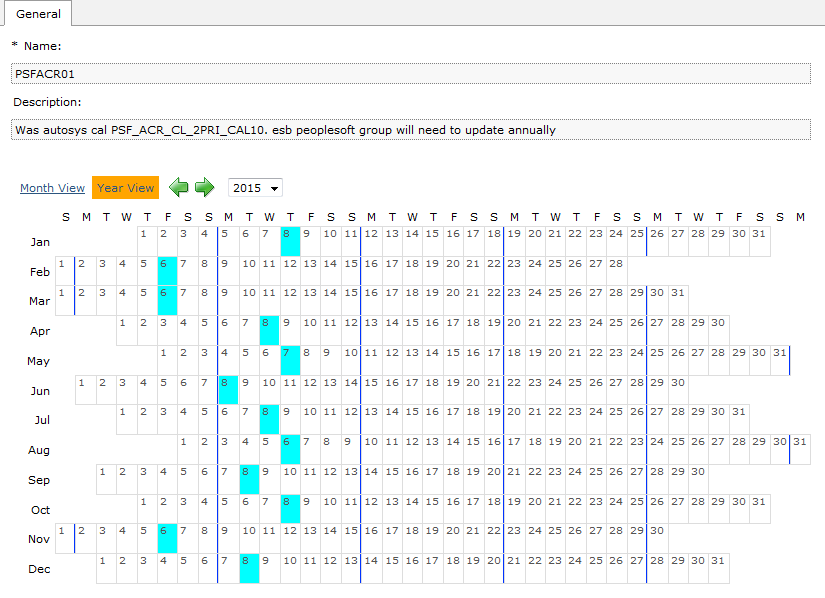 General
* Name:
PSFACR01
Description:
Was autosys cal PSF_ACR_CL_2PRI_CAL10. esb peoplesoft group will need to update annually
Month View Year View 2015
S M T W T F S S M T W T F S S M T W T F S S M T W T F S S M T W T F S S M
Jan 1 2 3 4 5 6 7 8 9 10 11 12 13 14 15 16 17 18 19 20 21 22 23 24 25 26 27 28 29 30 31
Feb 1 2 3 4 5 6 7 8 9 10 11 12 13 14 15 16 17 18 19 20 21 22 23 24 25 26 27 28
Mar 1 2 3 4 5 6 7 8 9 10 11 12 13 14 15 16 17 18 19 20 21 22 23 24 25 26 27 28 29 30 31
Apr 1 2 3 4 5 6 7 8 9 10 11 12 13 14 15 16 17 18 19 20 21 22 23 24 25 26 27 28 29 30
May 1 2 3 4 5 6 7 8 9 10 11 12 13 14 15 16 17 18 19 20 21 22 23 24 25 26 27 28 29 30 31
Jun 1 2 3 4 5 6 7 8 9 10 11 12 13 14 15 16 17 18 19 20 21 22 23 24 25 26 27 28 29 30
Jul 1 2 3 4 5 6 7 8 9 10 11 12 13 14 15 16 17 18 19 20 21 22 23 24 25 26 27 28 29 30 31
Aug 1 2 3 4 5 6 7 8 9 10 11 12 13 14 15 16 17 18 19 20 21 22 23 24 25 26 27 28 29 30 31
Sep 1 2 3 4 5 6 7 8 9 10 11 12 13 14 15 16 17 18 19 20 21 22 23 24 25 26 27 28 29 30
Oct 1 2 3 4 5 6 7 8 9 10 11 12 13 14 15 16 17 18 19 20 21 22 23 24 25 26 27 28 29 30 31
Nov 1 2 3 4 5 6 7 8 9 10 11 12 13 14 15 16 17 18 19 20 21 22 23 24 25 26 27 28 29 30
Dec 1 2 3 4 5 6 7 8 9 10 11 12 13 14 15 16 17 18 19 20 21 22 23 24 25 26 27 28 29 30 31